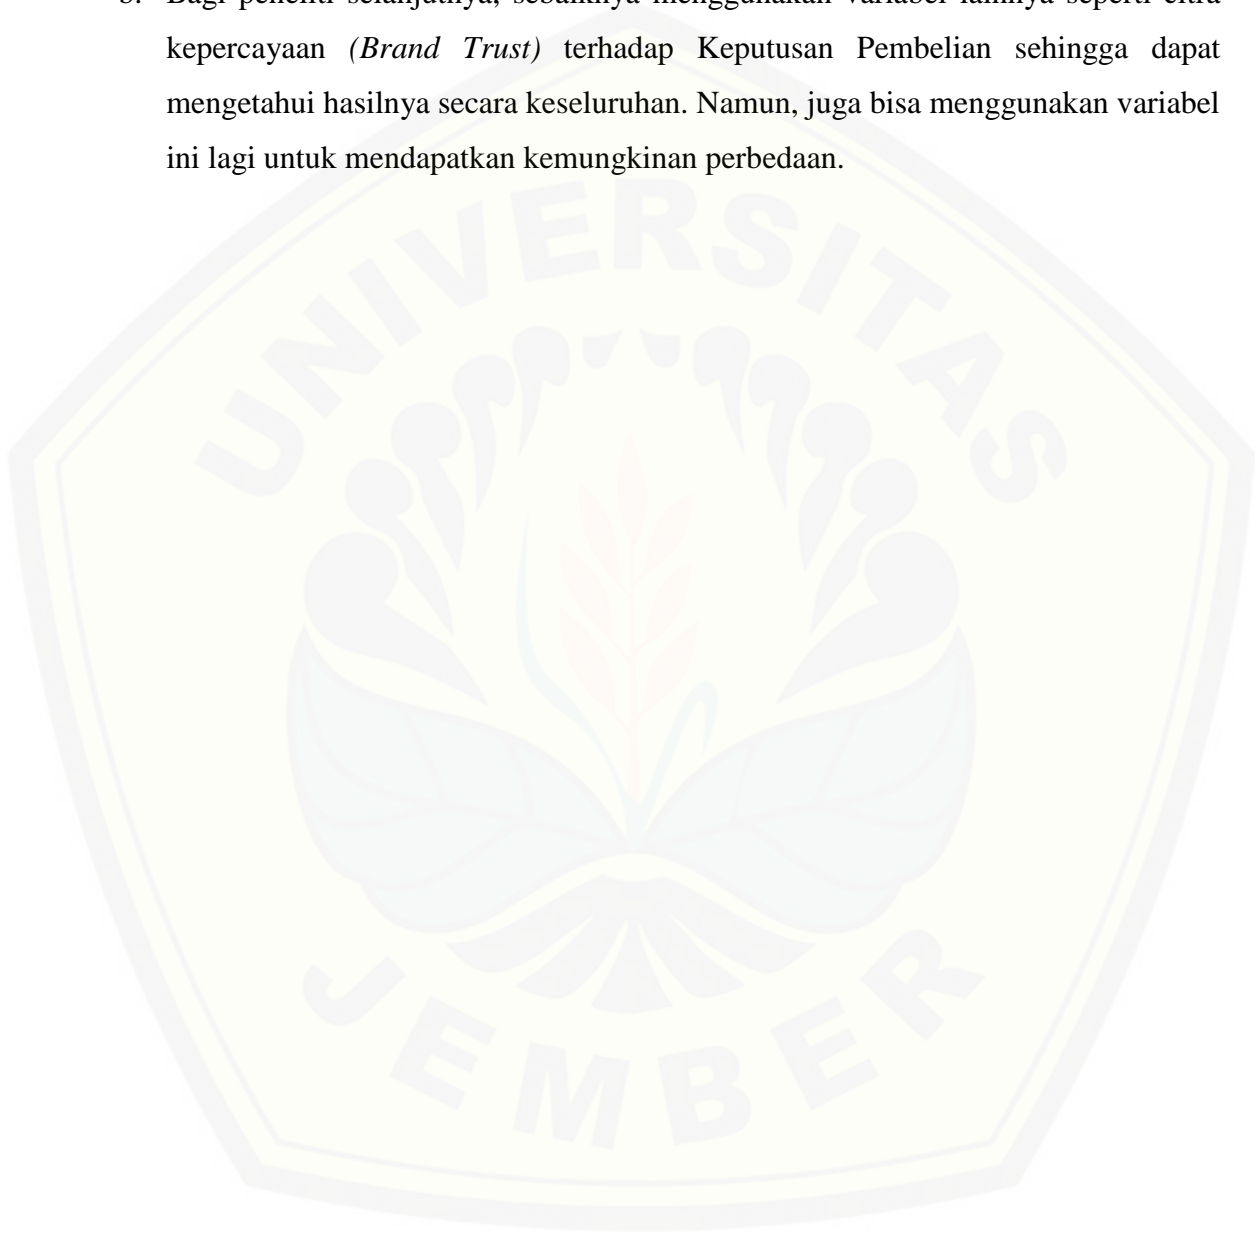 b. Bagi peneliti selanjutnya, sebaiknya menggunakan variabel lainnya seperti citra
kepercayaan (Brand Trust) terhadap Keputusan Pembelian sehingga dapat
mengetahui hasilnya secara keseluruhan. Namun, juga bisa menggunakan variabel
ini lagi untuk mendapatkan kemungkinan perbedaan.
UNIVERSITAS
JEMBER